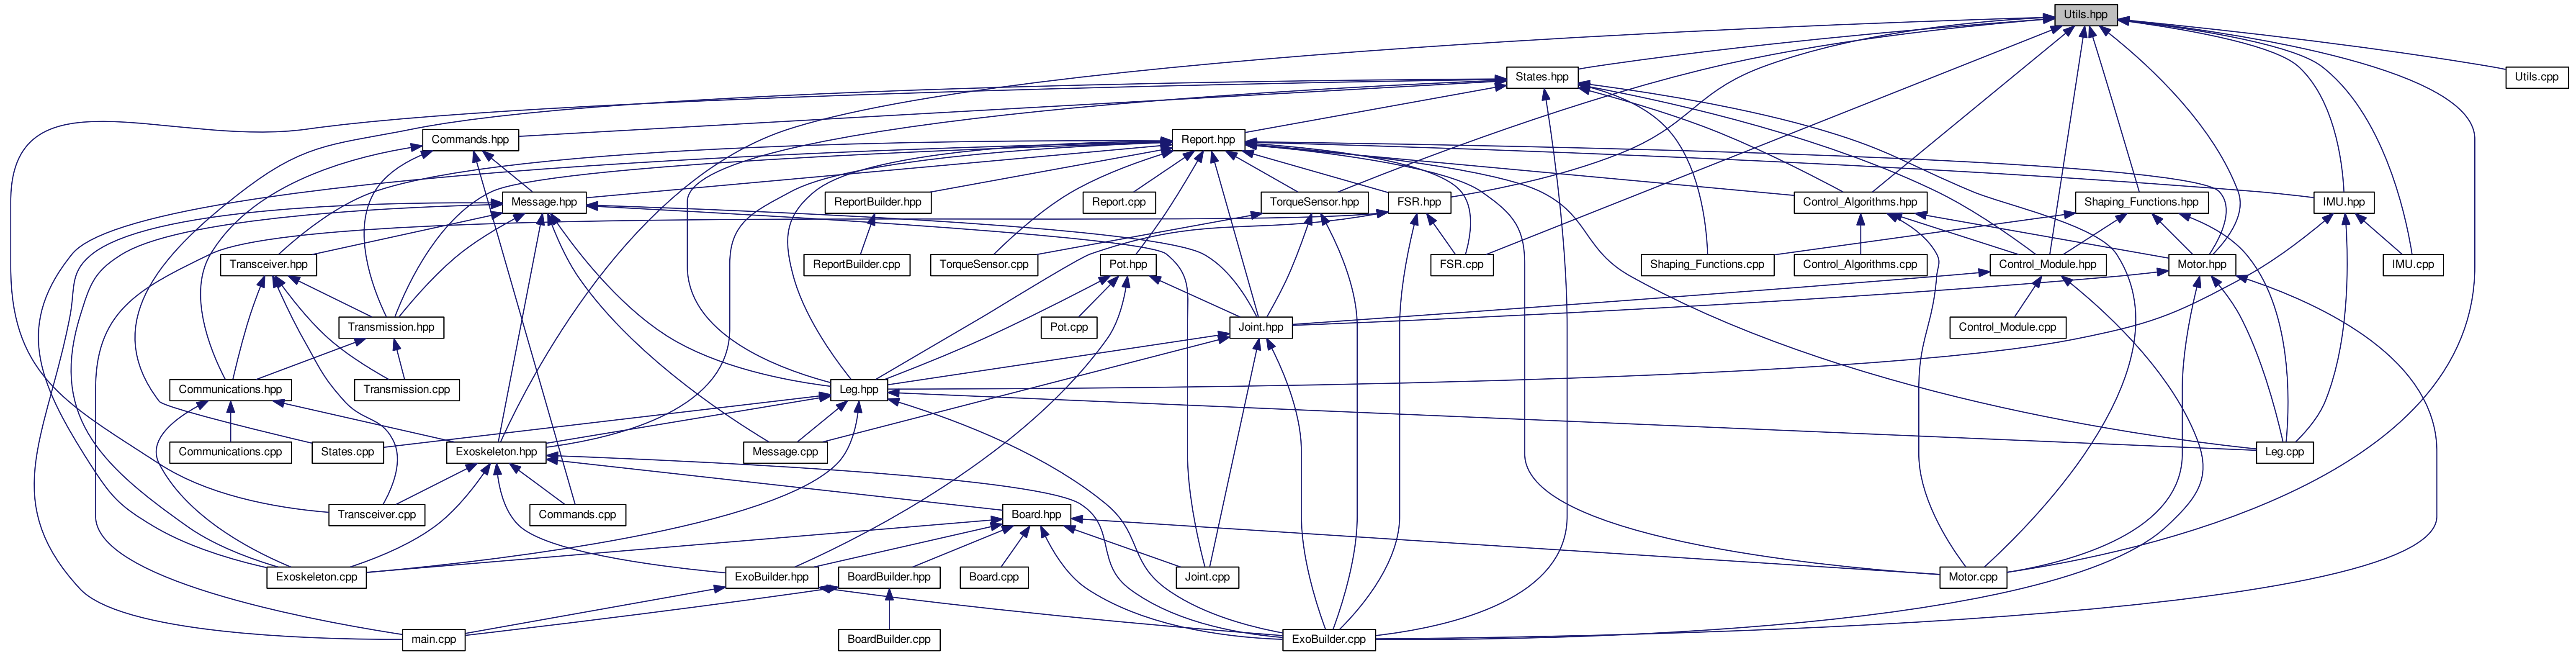 Utils.hpp
States.hpp
Utils.cpp
Commands.hpp
Report.hpp
Message.hpp
ReportBuilder.hpp
Report.cpp
TorqueSensor.hpp
FSR.hpp
Control_Algorithms.hpp
Shaping_Functions.hpp
IMU.hpp
Transceiver.hpp
ReportBuilder.cpp
TorqueSensor.cpp
Pot.hpp
FSR.cpp
Shaping_Functions.cpp
Control_Algorithms.cpp
Control_Module.hpp
Motor.hpp
IMU.cpp
Transmission.hpp
Pot.cpp
Joint.hpp
Control_Module.cpp
Communications.hpp
Transmission.cpp
Leg.hpp
Communications.cpp
States.cpp
Exoskeleton.hpp
Message.cpp
Leg.cpp
Transceiver.cpp
Commands.cpp
Board.hpp
Exoskeleton.cpp
ExoBuilder.hpp
BoardBuilder.hpp
Board.cpp
Joint.cpp
Motor.cpp
main.cpp
BoardBuilder.cpp
ExoBuilder.cpp